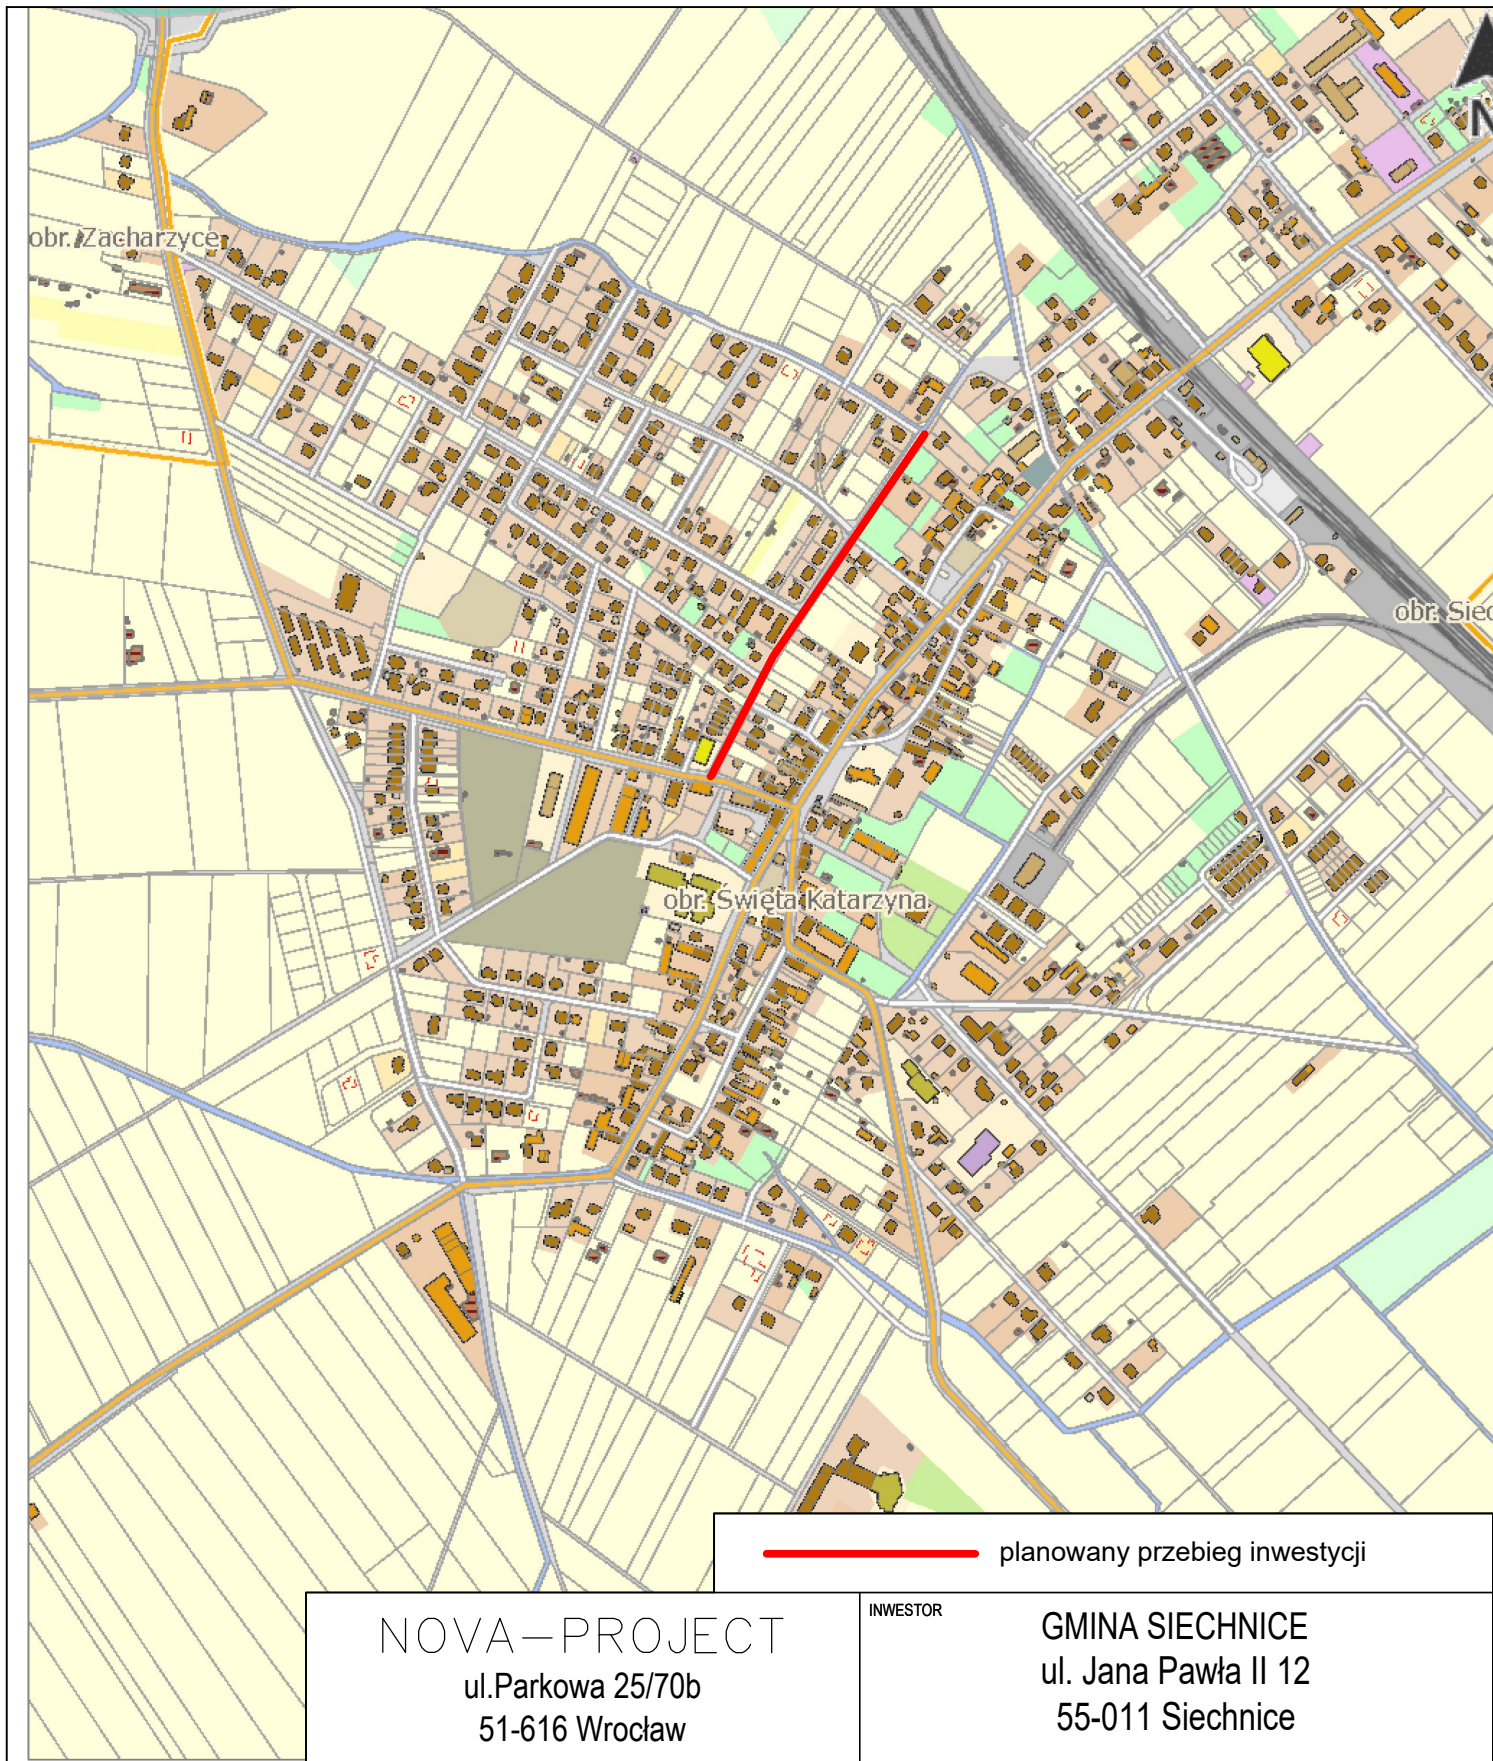 N
obr. Zacharzyce
obr. Siec
obr. Święta Katarzyna
planowany przebieg inwestycji
NOVA-PROJECT
ul.Parkowa 25/70b
51-616 Wrocław
INWESTOR
GMINA SIECHNICE
ul. Jana Pawła II 12
55-011 Siechnice